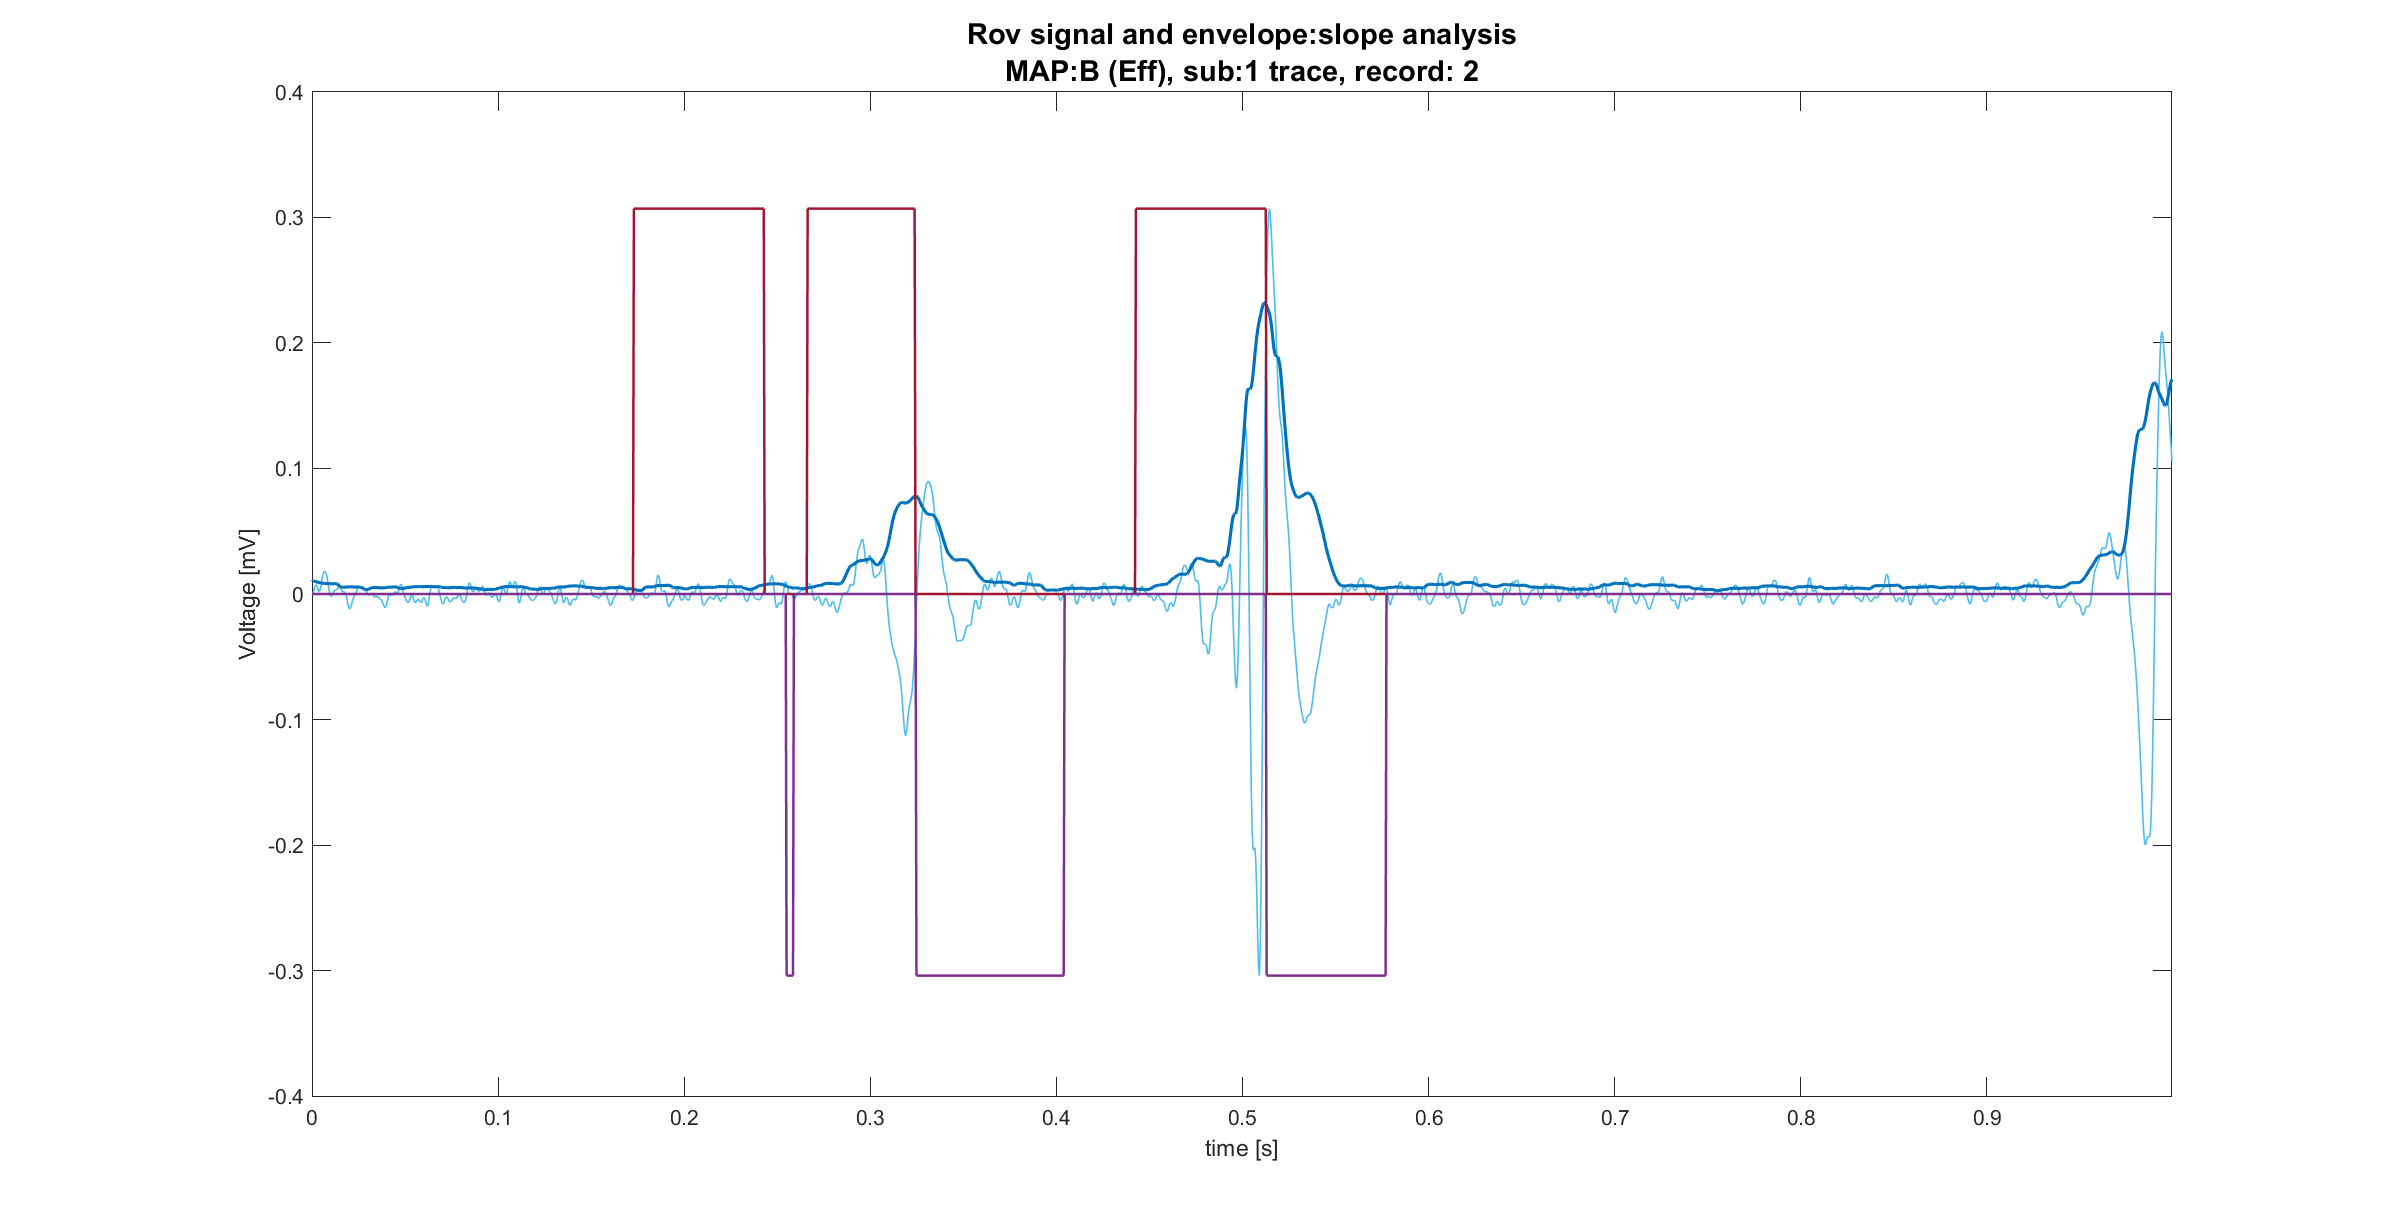 Rov signal and envelope:slope analysis
MAP:B (Eff), sub:1 trace, record: 2
0.4
0.3
0.2
0.1
0
-0.1
-0.2
-0.3
-0.4
Voltage [mV]
0 0.1 0.2 0.3 0.4 0.5 0.6 0.7 0.8 0.9
time [s]